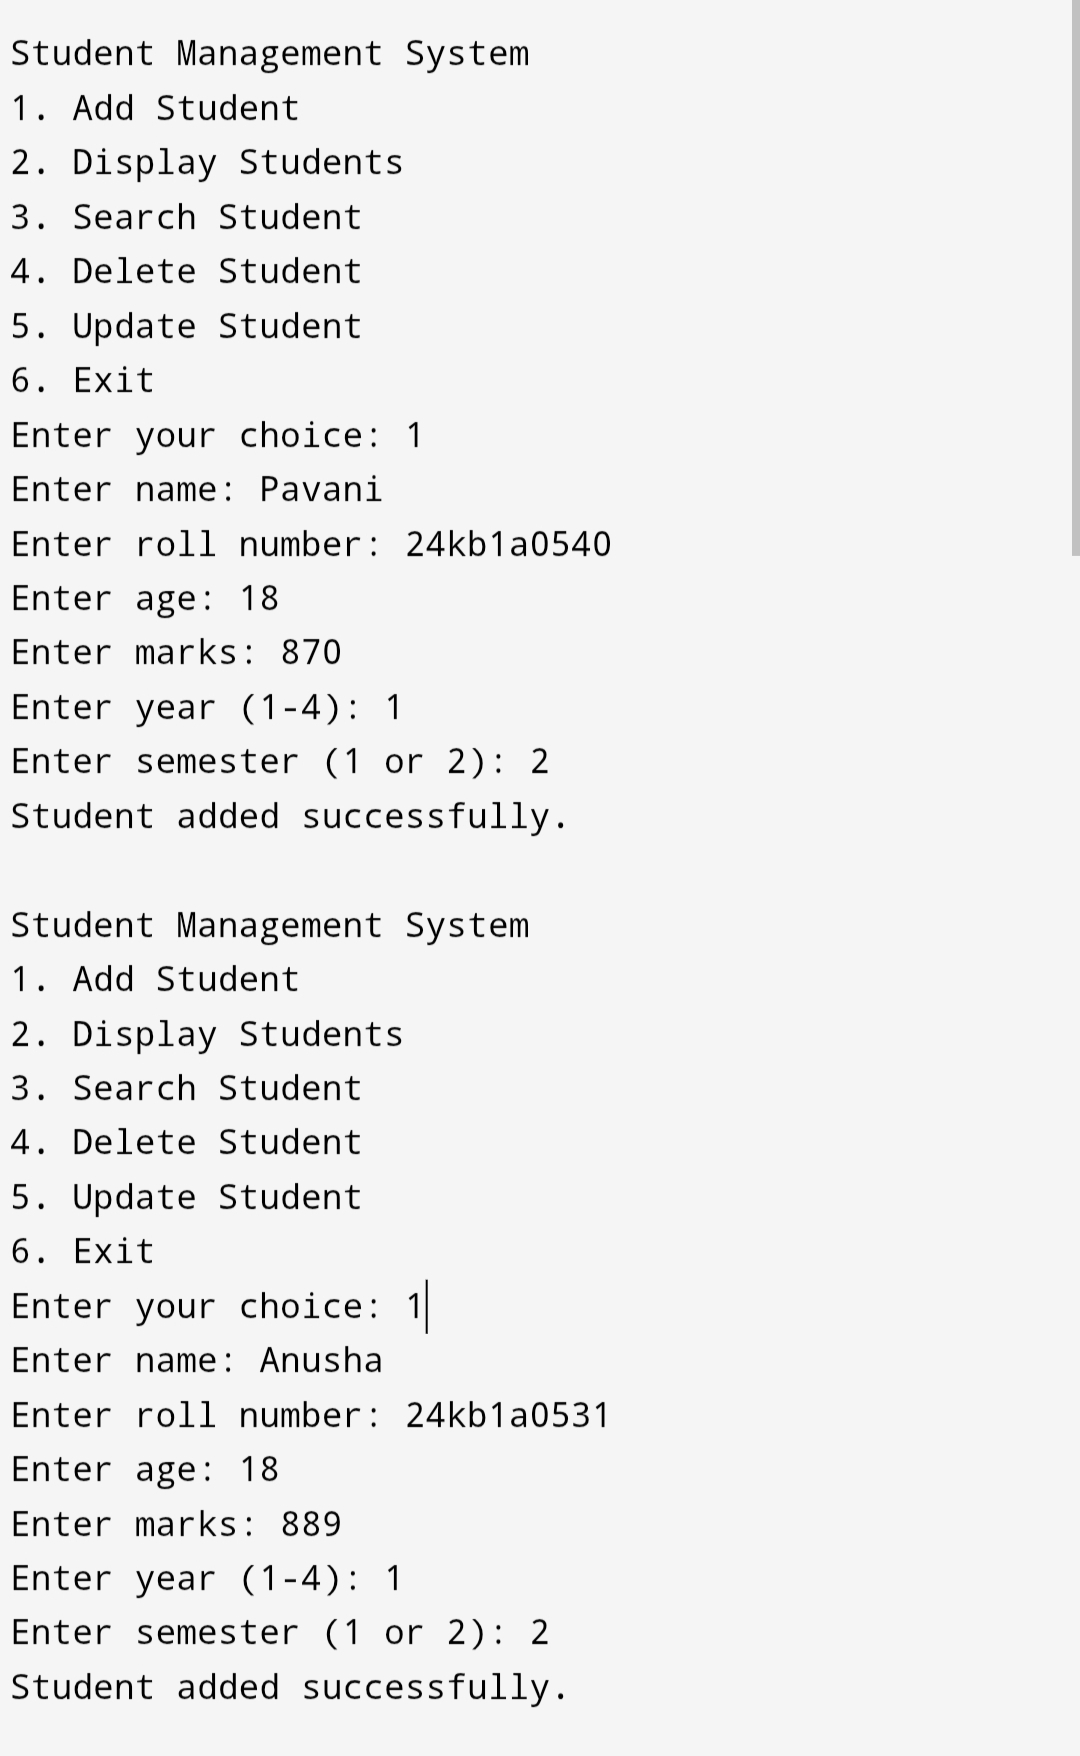 Student Management System
1. Add Student
2. Display Students
3. Search Student
4. Delete Student
5. Update Student
6. Exit
Enter your choice: 1
Enter name: Pavani
Enter roll number: 24kb1a0540
Enter age: 18
Enter marks: 870
Enter year (1-4): 1
Enter semester (1 or 2): 2
Student added successfully.

Student Management System
1. Add Student
2. Display Students
3. Search Student
4. Delete Student
5. Update Student
6. Exit
Enter your choice: 1
Enter name: Anusha
Enter roll number: 24kb1a0531
Enter age: 18
Enter marks: 889
Enter year (1-4): 1
Enter semester (1 or 2): 2
Student added successfully.